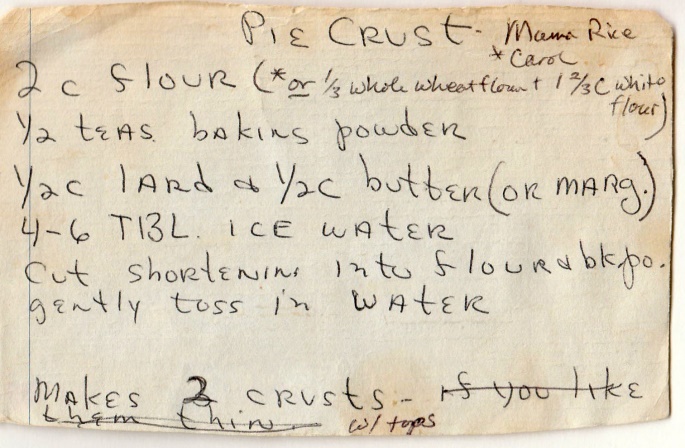 PIE CRUST - Mama Rice
* Carol
2 c flour (*or 1/3 whole wheat flour + 1 2/3 C white
flour)
1/2 teas. baking powder
1/2 c lard & 1/2 c butter (or marg.)
4-6 TBL. ice water
Cut shortening into flour & bk.po.
gently toss in water
Makes 2 crusts - if you like
them thin w/ tops